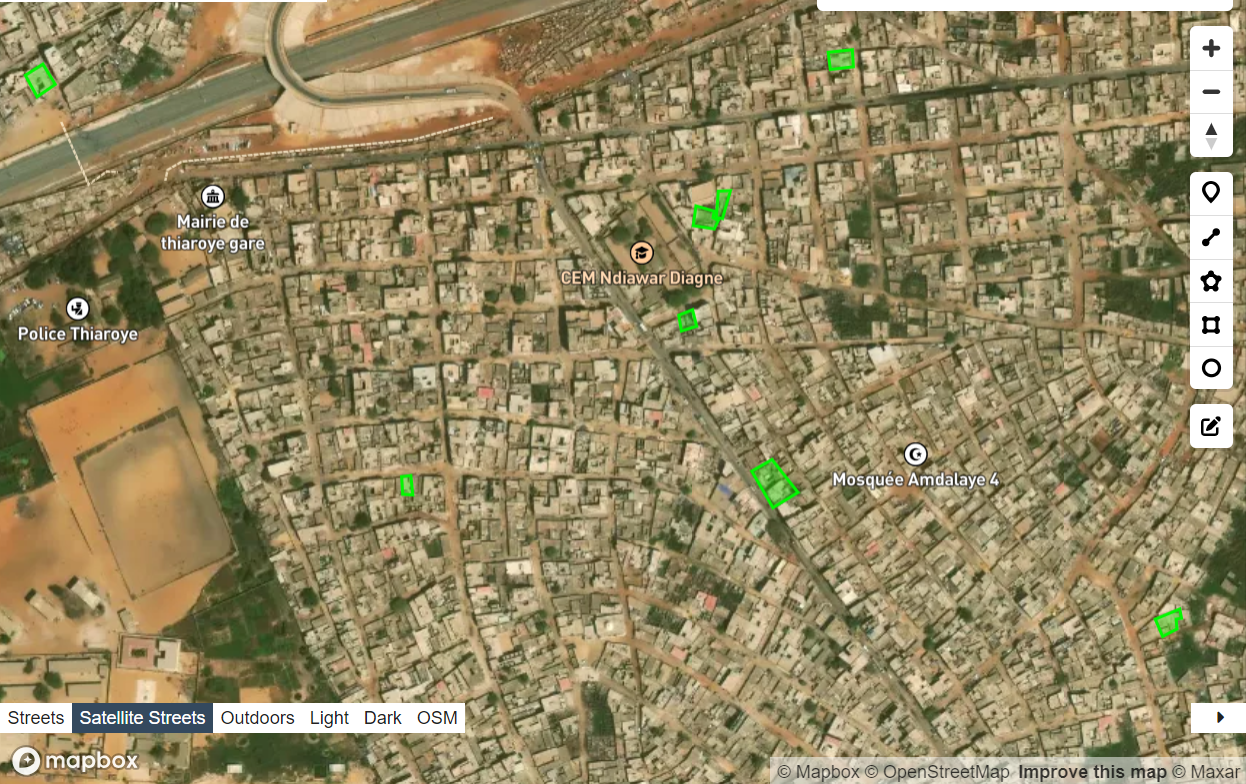 Mairie de
thiaroye gare
CEM Ndiawar Diagne
Police Thiaroye
Mosquée Amdalaye 4
Streets Satellite Streets Outdoors Light Dark OSM
mapbox
© Mapbox © OpenStreetMap Improve this map © Maxar